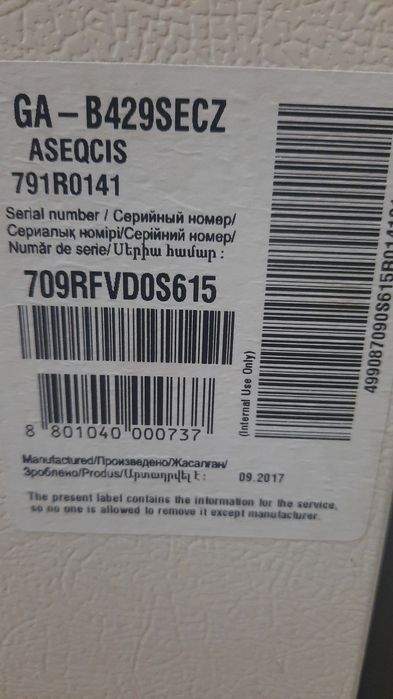 GA-B429SECZ
ASEQCIS
791R0141
Serial number / Серийный номер/
Сериалық нөмірі/Серійний номер/
Număr de serie/Սերիա համար :
709RFVD0S615
8 801040 000737
(Internal Use Only)
499087090S615R0141
Manufactured/Произведено/Жасалған/
Зроблено/Produs/Արտադրվել է :
09.2017
The present label contains the information for the service,
so no one is allowed to remove it except manufacturer.